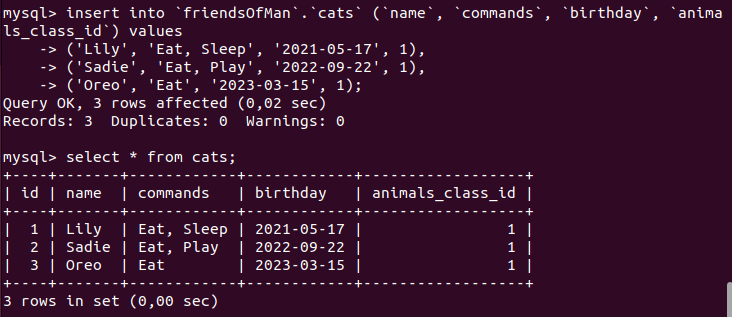 mysql> insert into `friendsOfMan`.`cats` (`name`, `commands`, `birthday`, `anima
ls_class_id`) values
    -> ('Lily', 'Eat, Sleep', '2021-05-17', 1),
    -> ('Sadie', 'Eat, Play', '2022-09-22', 1),
    -> ('Oreo', 'Eat', '2023-03-15', 1);
Query OK, 3 rows affected (0,02 sec)
Records: 3  Duplicates: 0  Warnings: 0

mysql> select * from cats;
+----+-------+------------+------------+------------------+
| id | name  | commands   | birthday   | animals_class_id |
+----+-------+------------+------------+------------------+
|  1 | Lily  | Eat, Sleep | 2021-05-17 |                1 |
|  2 | Sadie | Eat, Play  | 2022-09-22 |                1 |
|  3 | Oreo  | Eat        | 2023-03-15 |                1 |
+----+-------+------------+------------+------------------+
3 rows in set (0,00 sec)